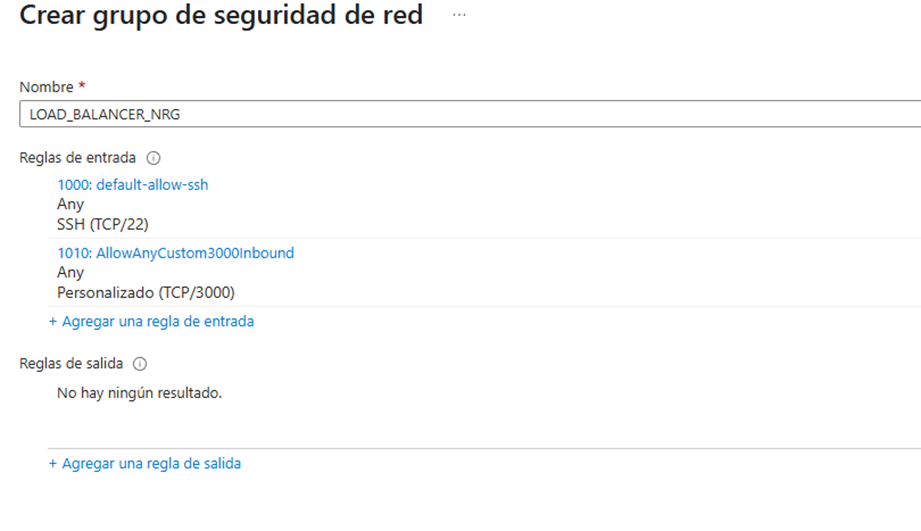 Crear grupo de seguridad de red ...
Nombre *
LOAD_BALANCER_NRG
Reglas de entrada
1000: default-allow-ssh
Any
SSH (TCP/22)
1010: AllowAnyCustom3000Inbound
Any
Personalizado (TCP/3000)
+ Agregar una regla de entrada
Reglas de salida
No hay ningún resultado.
+ Agregar una regla de salida